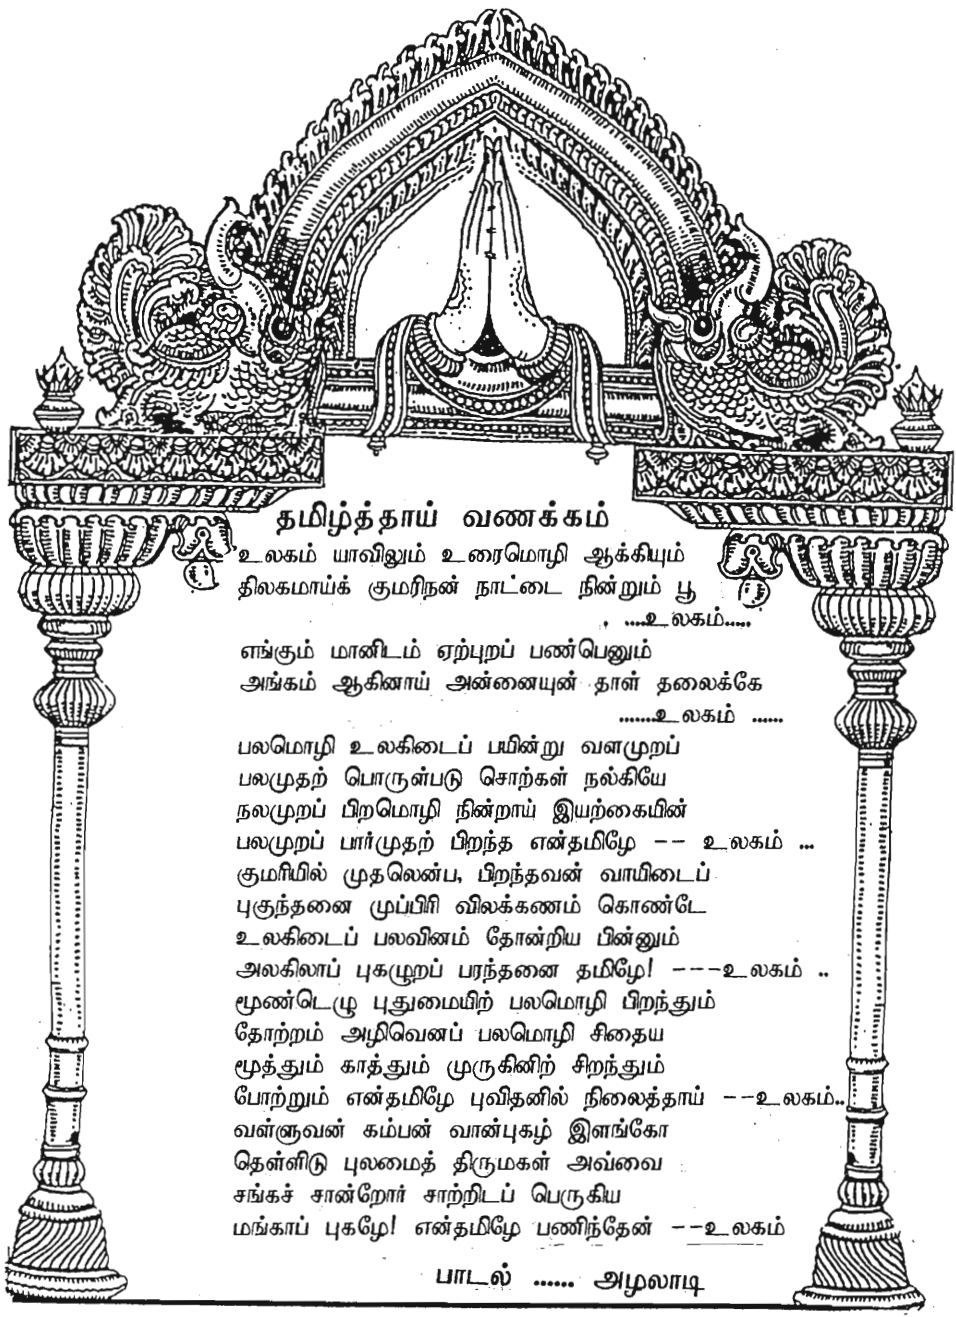 தமிழ்த்தாய் வணக்கம்
உலகம் யாவிலும் உரைமொழி ஆக்கியும்
திலகமாய்க் குமரிநன் நாட்டை நின்றும் பூ
....உலகம்.....
எங்கும் மானிடம் ஏற்புறப் பண்பெனும்
அங்கம் ஆகினாய் அன்னையுன் தாள் தலைக்கே
.......உலகம் ......
பலமொழி உலகிடைப் பயின்று வளமுறப்
பலமுதற் பொருள்படு சொற்கள் நல்கியே
நலமுறப் பிறமொழி நின்றாய் இயற்கையின்
பலமுறப் பார்முதற் பிறந்த என்தமிழே -- உலகம் ...
குமரியில் முதலென்ப, பிறந்தவன் வாயிடைப்
புகுந்தனை முப்பிரி விலக்கணம் கொண்டே
உலகிடைப் பலவினம் தோன்றிய பின்னும்
அலகிலாப் புகழுறப் பரந்தனை தமிழே! ---உலகம் ..
மூண்டெழு புதுமையிற் பலமொழி பிறந்தும்
தோற்றம் அழிவெனப் பலமொழி சிதைய
மூத்தும் காத்தும் முருகினிற் சிறந்தும்
போற்றும் என்தமிழே புவிதனில் நிலைத்தாய் --உலகம்..
வள்ளுவன் கம்பன் வான்புகழ் இளங்கோ
தெள்ளிடு புலமைத் திருமகள் அவ்வை
சங்கச் சான்றோர் சாற்றிடப் பெருகிய
மங்காப் புகழே! என்தமிழே பணிந்தேன் --உலகம்
பாடல் ...... அழலாடி